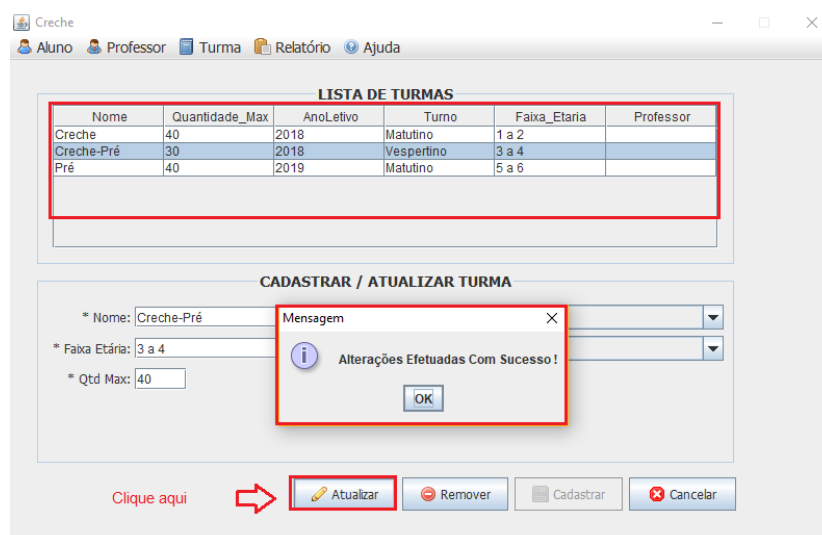 Creche
Aluno Professor Turma Relatório Ajuda
LISTA DE TURMAS
Nome Quantidade_Max AnoLetivo Turno Faixa_Etaria Professor
Creche 40 2018 Matutino 1 a 2
Creche-Pré 30 2018 Vespertino 3 a 4
Pré 40 2019 Matutino 5 a 6
CADASTRAR / ATUALIZAR TURMA
* Nome: Creche-Pré
* Faixa Etária: 3 a 4
* Qtd Max: 40
Mensagem
Alterações Efetuadas Com Sucesso !
OK
Clique aqui
Atualizar Remover Cadastrar Cancelar